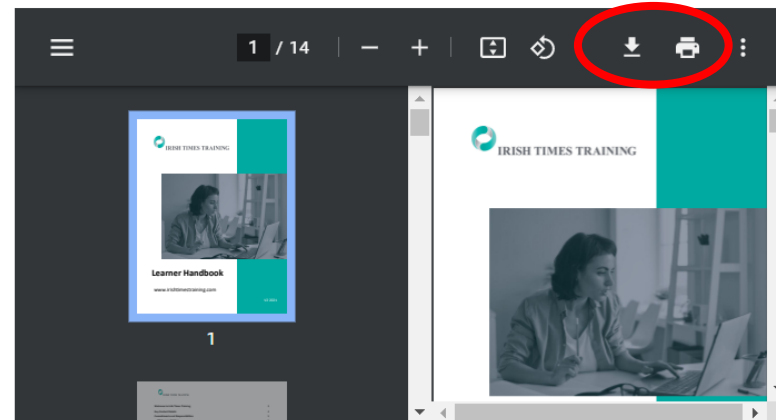 1 / 14
IRISH TIMES TRAINING
Learner Handbook
www.irishtimestraining.com
1
IRISH TIMES TRAINING